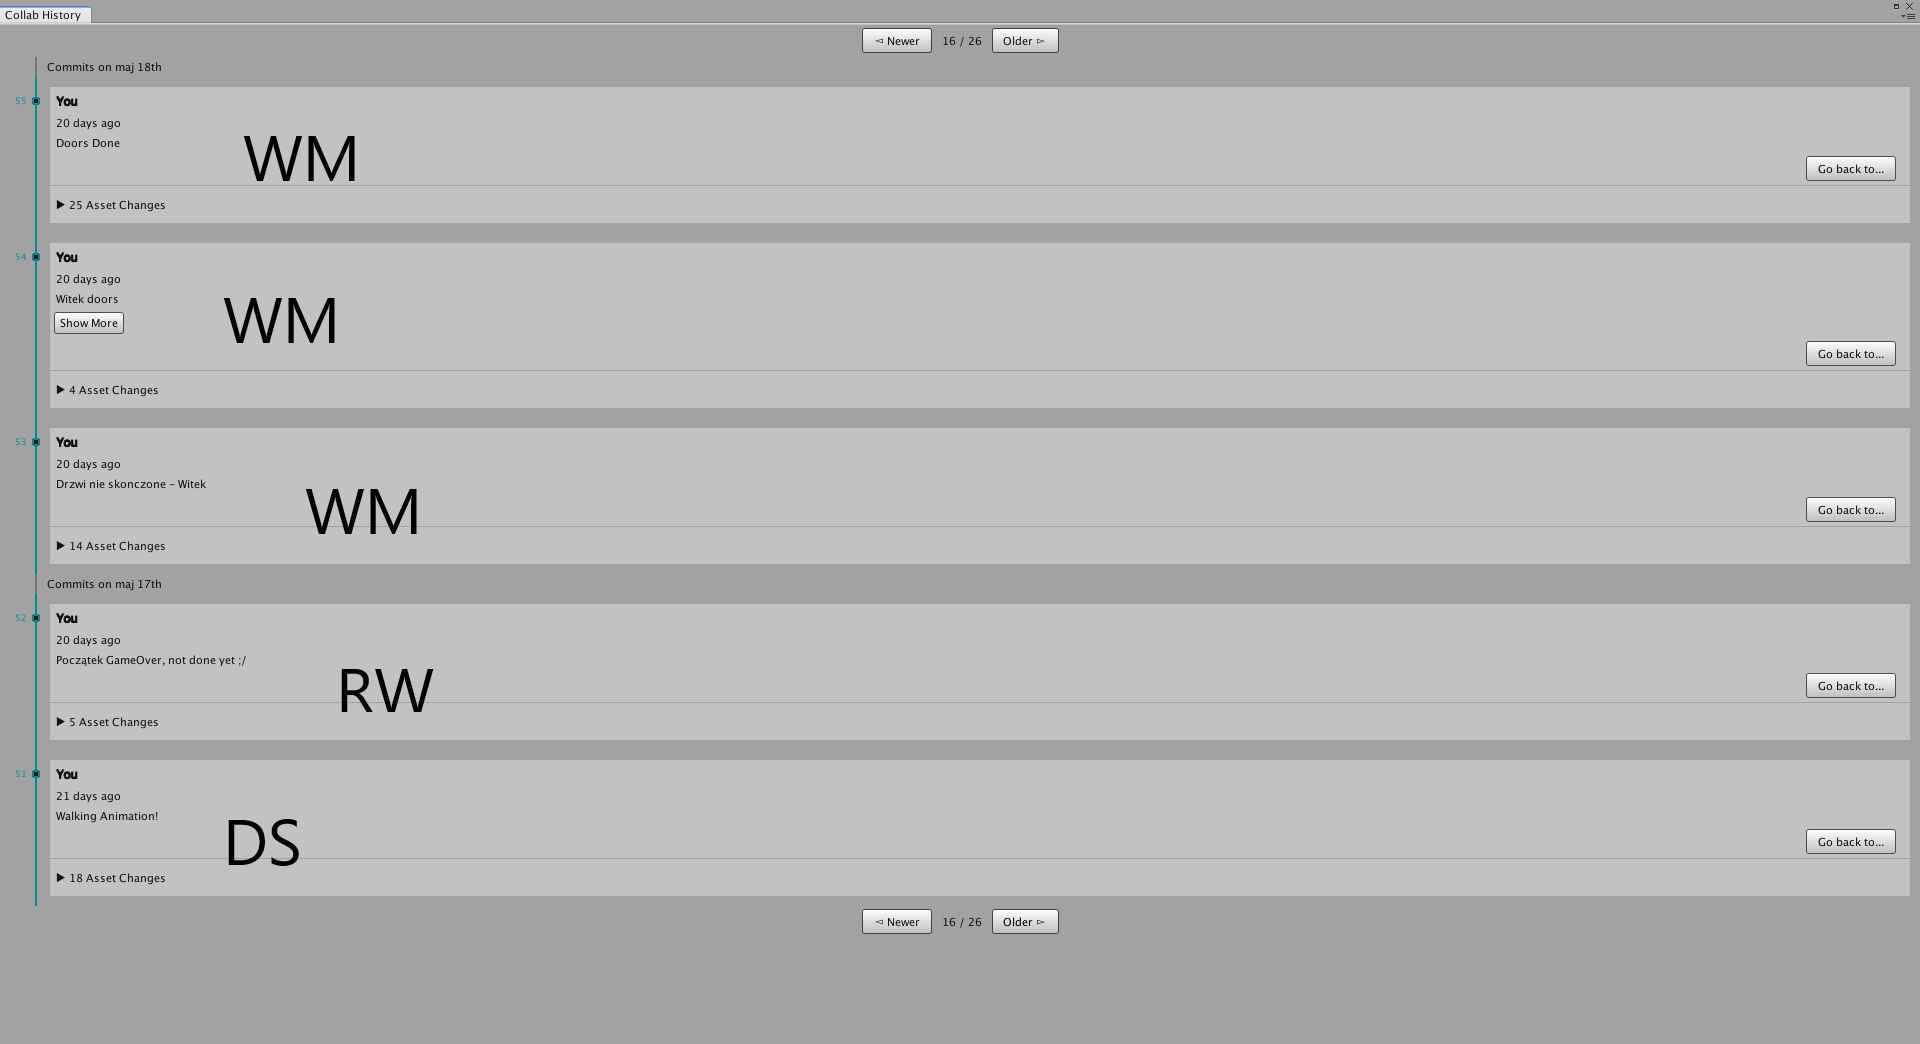 Collab History
◅ Newer 16 / 26 Older ▻
Commits on maj 18th
55
You
20 days ago
Doors Done
WM
Go back to...
25 Asset Changes
54
You
20 days ago
Witek doors
WM
Show More
Go back to...
4 Asset Changes
53
You
20 days ago
Drzwi nie skonczone - Witek
WM
Go back to...
14 Asset Changes
Commits on maj 17th
52
You
20 days ago
Początek GameOver, not done yet ;/
RW
Go back to...
5 Asset Changes
51
You
21 days ago
Walking Animation!
DS
Go back to...
18 Asset Changes
◅ Newer 16 / 26 Older ▻